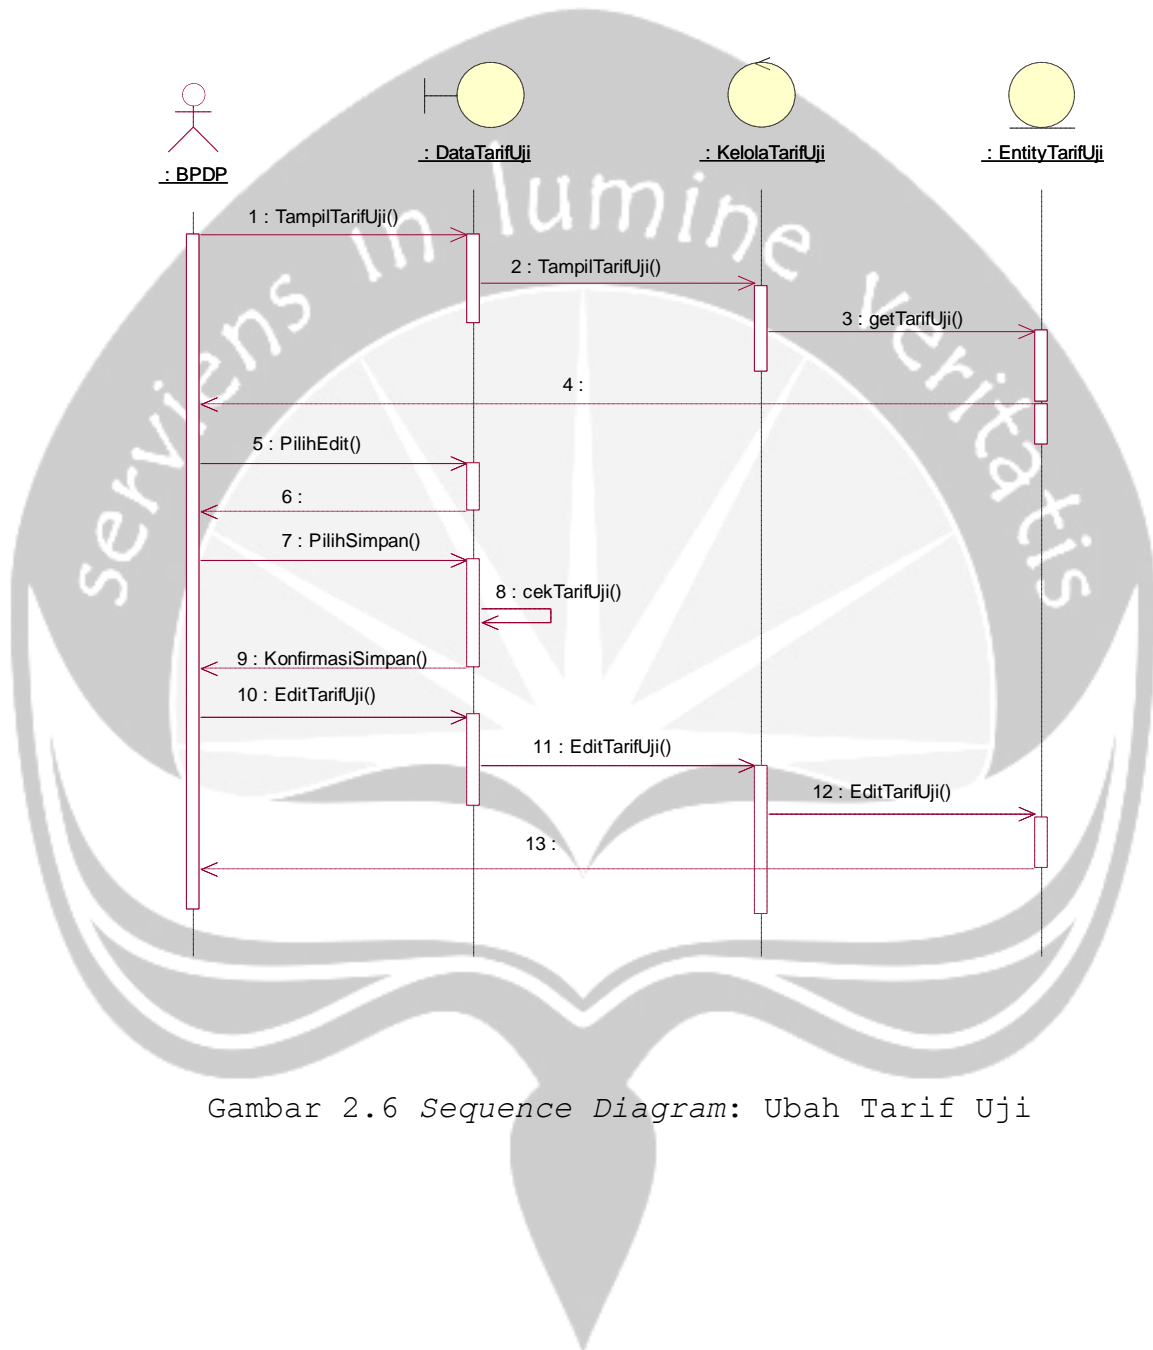 : BPDP
: DataTarifUji
: KelolaTarifUji
: EntityTarifUji
1 : TampilTarifUji()
2 : TampilTarifUji()
3 : getTarifUji()
4 :
5 : PilihEdit()
6 :
7 : PilihSimpan()
8 : cekTarifUji()
9 : KonfirmasiSimpan()
10 : EditTarifUji()
11 : EditTarifUji()
12 : EditTarifUji()
13 :
serviens in lumine veritatis
Gambar 2.6 Sequence Diagram: Ubah Tarif Uji